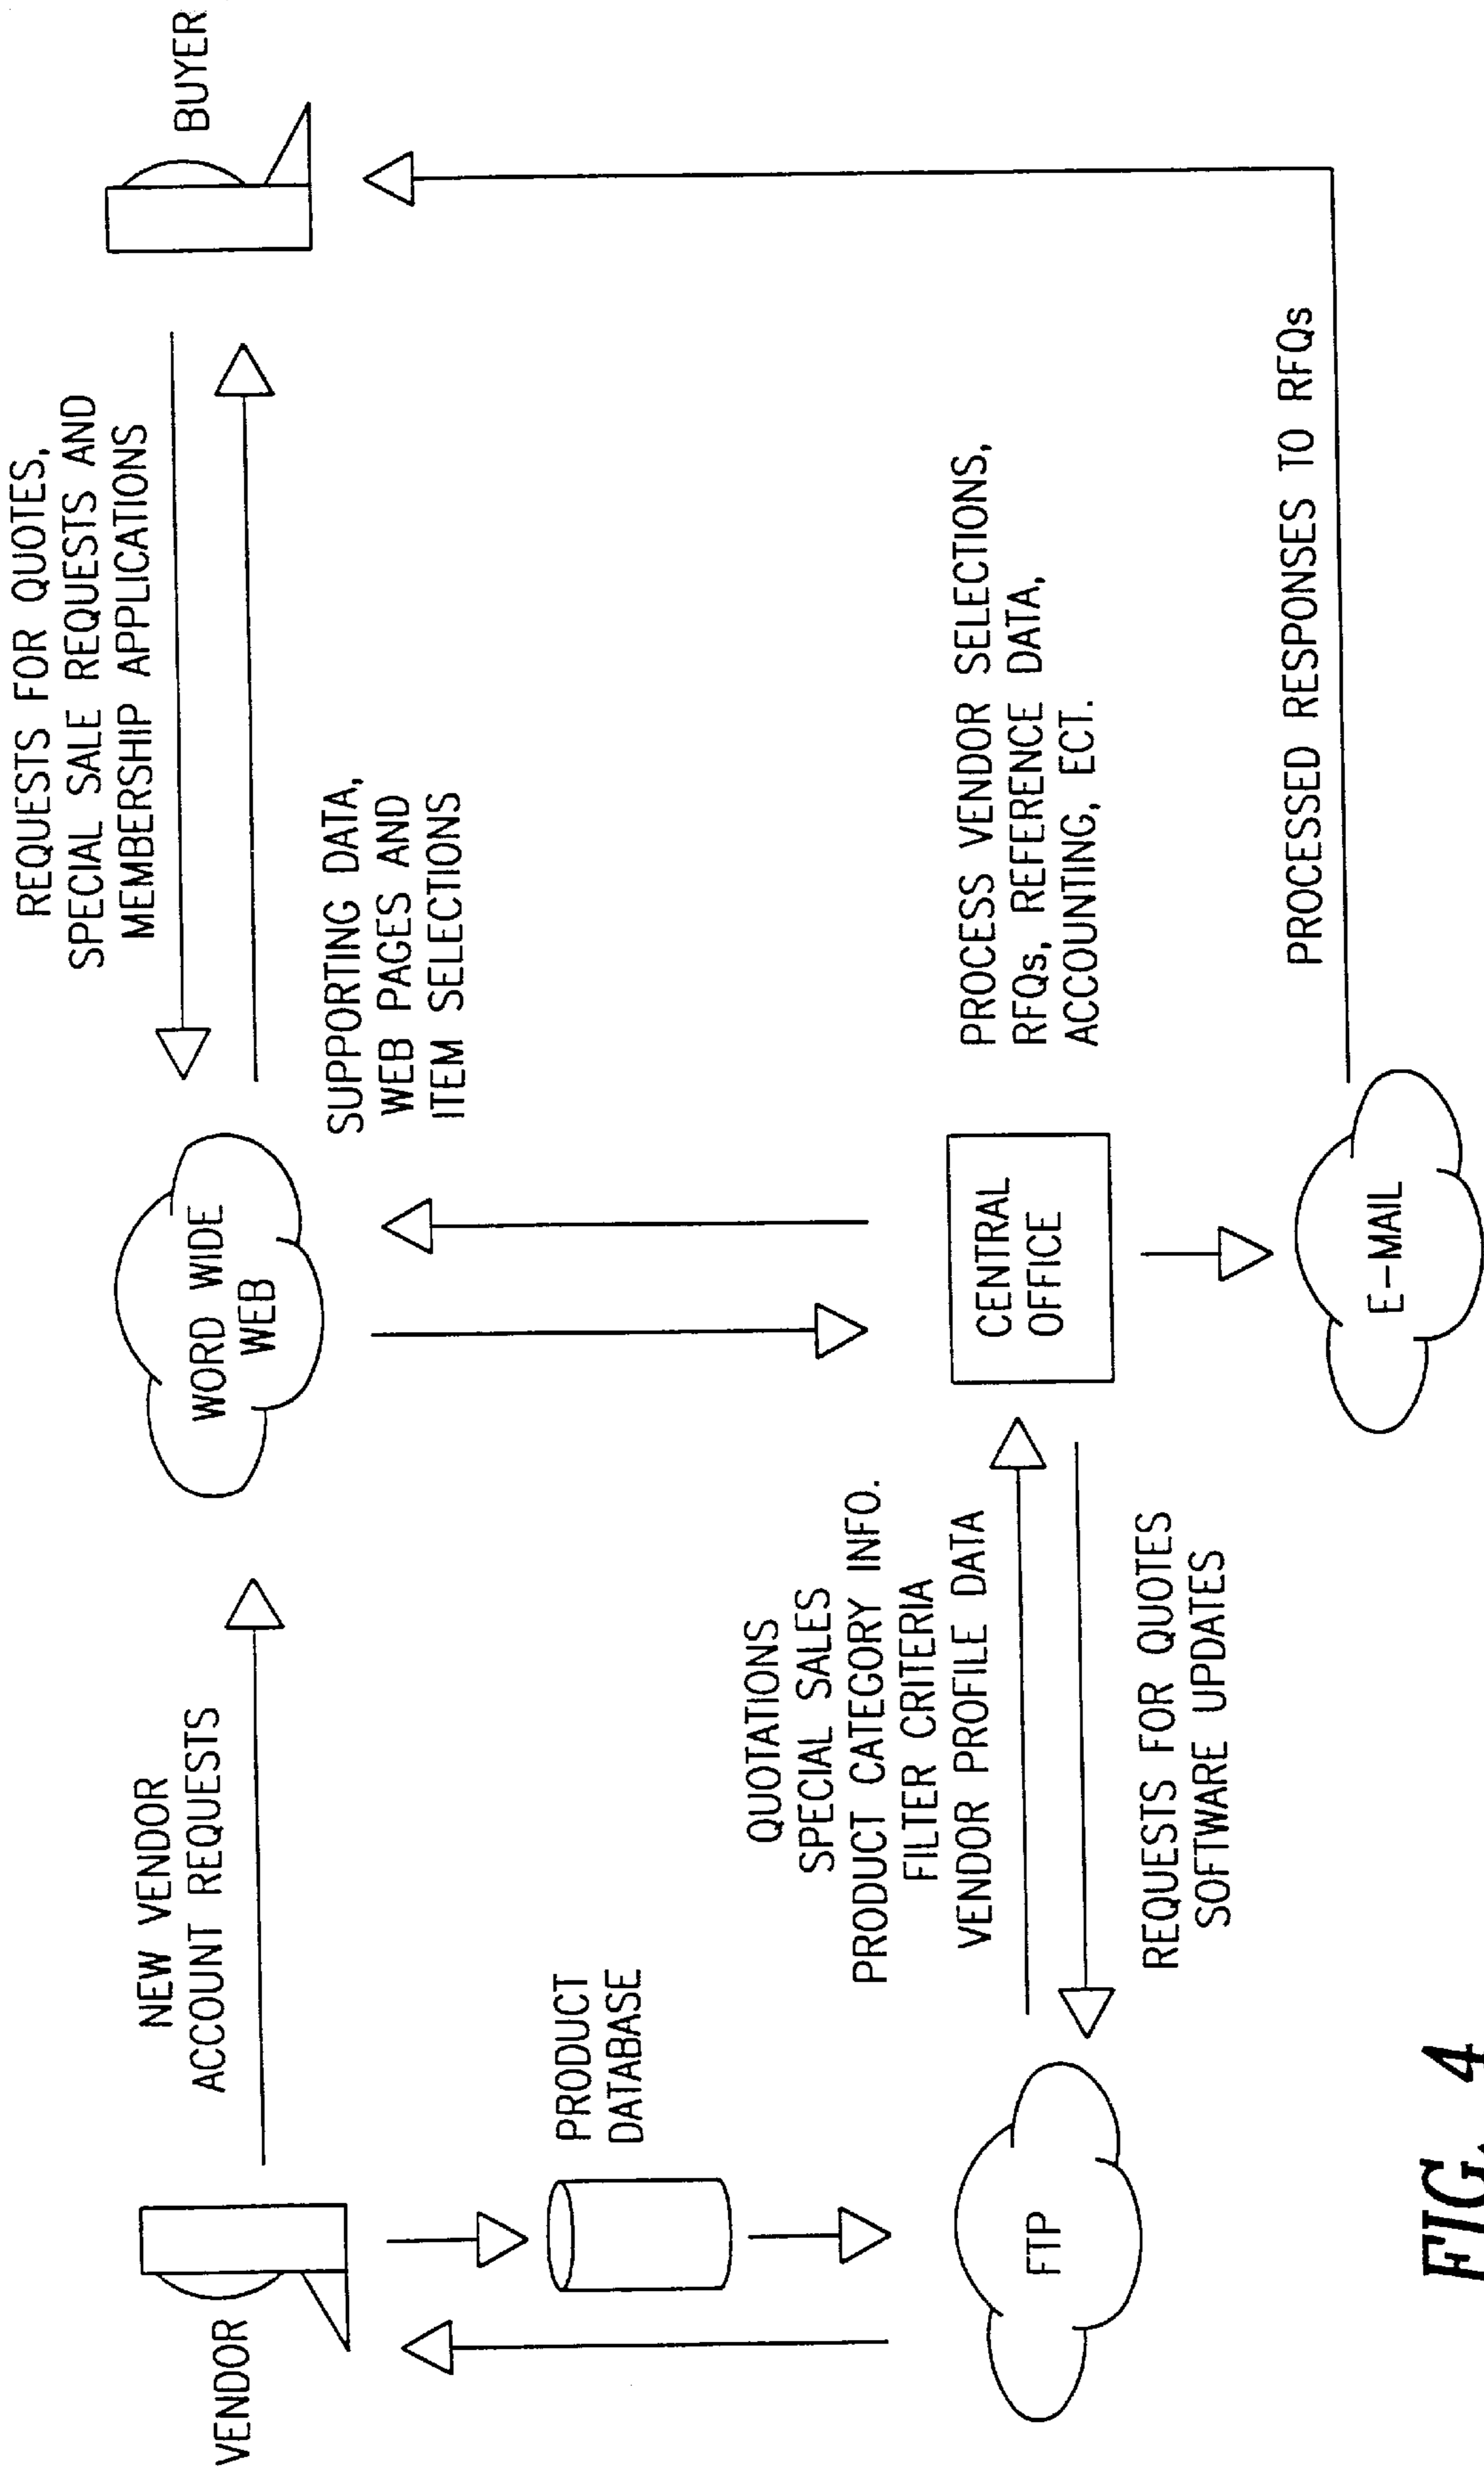 VENDOR
NEW VENDOR
ACCOUNT REQUESTS
WORD WIDE
WEB
REQUESTS FOR QUOTES,
SPECIAL SALE REQUESTS AND
MEMBERSHIP APPLICATIONS
BUYER
SUPPORTING DATA,
WEB PAGES AND
ITEM SELECTIONS
PRODUCT
DATABASE
QUOTATIONS
SPECIAL SALES
PRODUCT CATEGORY INFO.
FILTER CRITERIA
VENDOR PROFILE DATA
CENTRAL
OFFICE
PROCESS VENDOR SELECTIONS,
RFQs, REFERENCE DATA,
ACCOUNTING, ECT.
FTP
REQUESTS FOR QUOTES
SOFTWARE UPDATES
E-MAIL
PROCESSED RESPONSES TO RFQs
FIG. 4